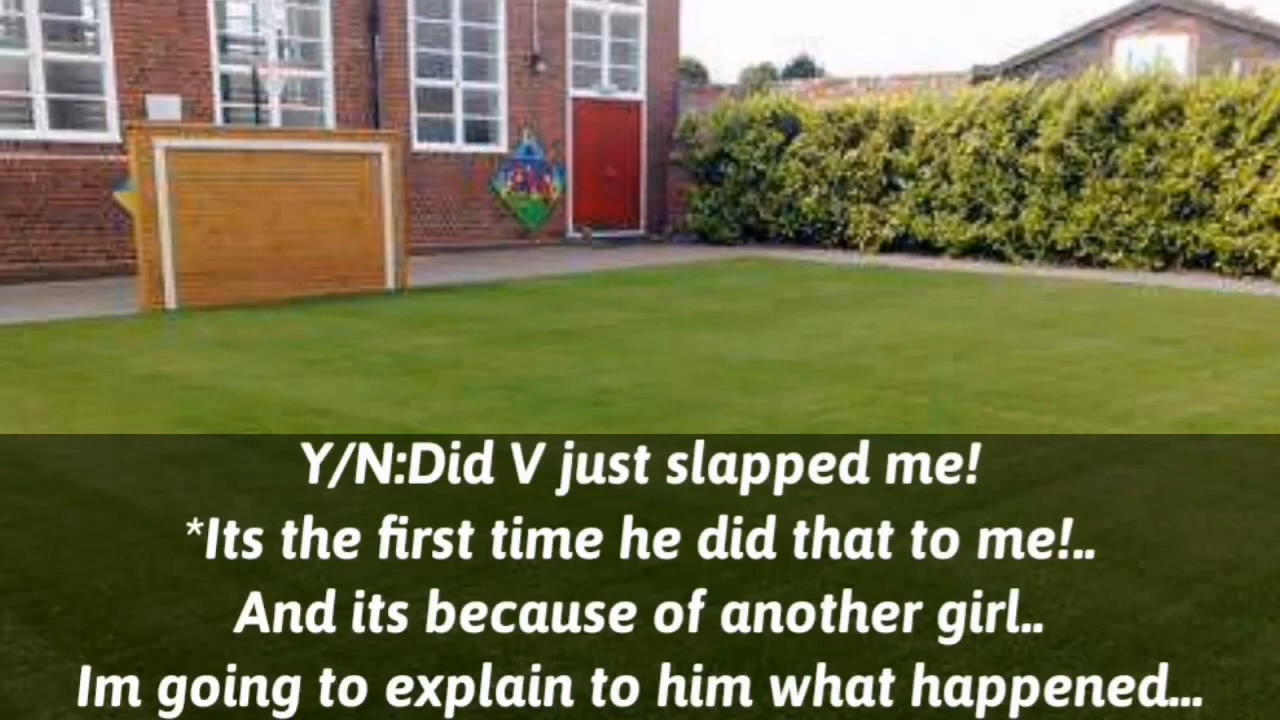 Y/N:Did V just slapped me!
*Its the first time he did that to me!..
And its because of another girl..
Im going to explain to him what happened...